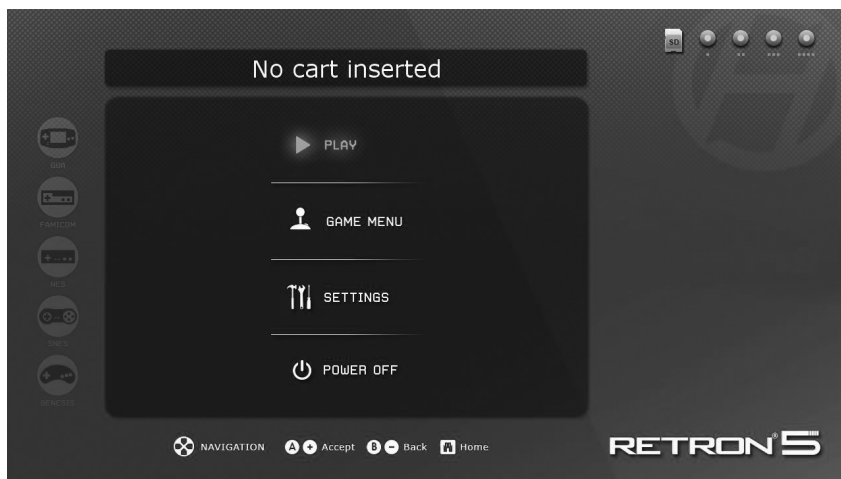 SD
No cart inserted
PLAY
GAME MENU
SETTINGS
POWER OFF
GBA
FAMICOM
NES
SNES
GENESIS
NAVIGATION A + Accept B − Back Home
RETRON® 5